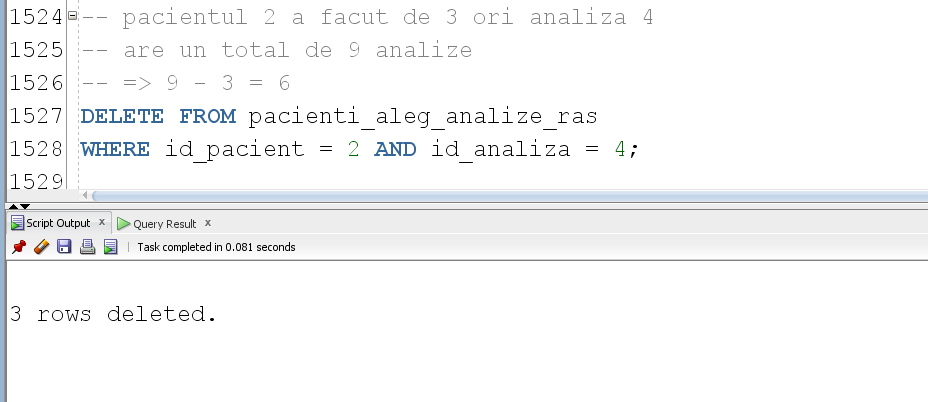 1524 -- pacientul 2 a facut de 3 ori analiza 4
1525 -- are un total de 9 analize
1526 -- => 9 - 3 = 6
1527 DELETE FROM pacienti_aleg_analize_ras
1528 WHERE id_pacient = 2 AND id_analiza = 4;
1529
Script Output x Query Result x
Task completed in 0.081 seconds
3 rows deleted.